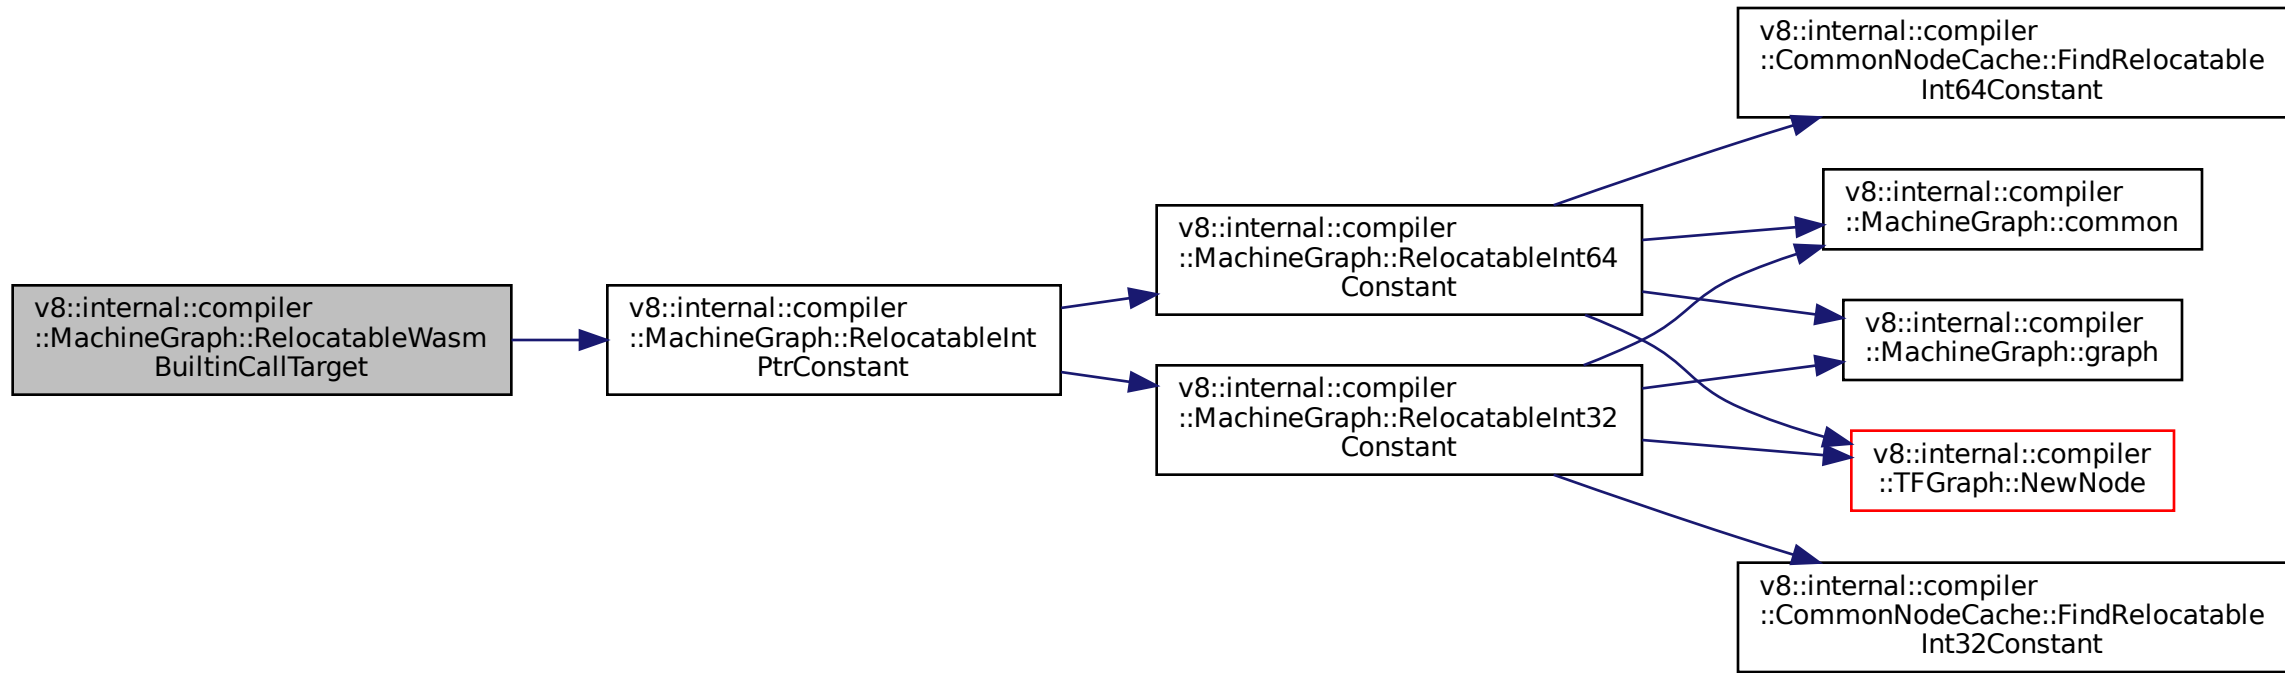 v8::internal::compiler
::MachineGraph::RelocatableWasm
BuiltinCallTarget
v8::internal::compiler
::MachineGraph::RelocatableInt
PtrConstant
v8::internal::compiler
::MachineGraph::RelocatableInt64
Constant
v8::internal::compiler
::MachineGraph::RelocatableInt32
Constant
v8::internal::compiler
::CommonNodeCache::FindRelocatable
Int64Constant
v8::internal::compiler
::MachineGraph::common
v8::internal::compiler
::MachineGraph::graph
v8::internal::compiler
::TFGraph::NewNode
v8::internal::compiler
::CommonNodeCache::FindRelocatable
Int32Constant